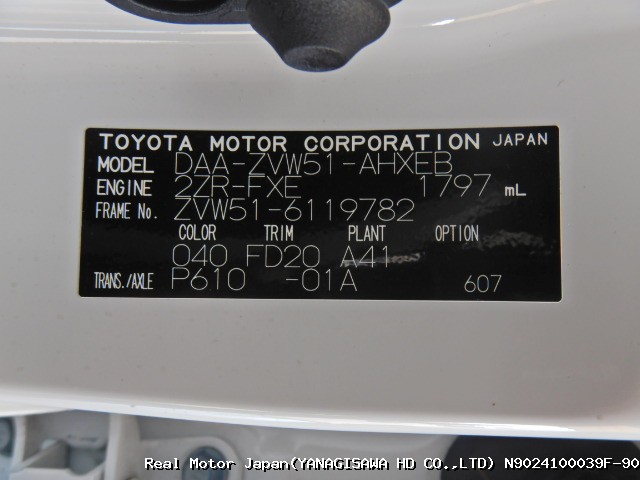 TOYOTA MOTOR CORPORATION JAPAN
MODEL DAA-ZVW51-AHXEB
ENGINE 2ZR-FXE 1797 mL
FRAME No. ZVW51-6119782
COLOR TRIM PLANT OPTION
040 FD20 A41
TRANS./AXLE P610 -01A 607
Real Motor Japan(YANAGISAWA HD CO.,LTD) N9024100039F-90